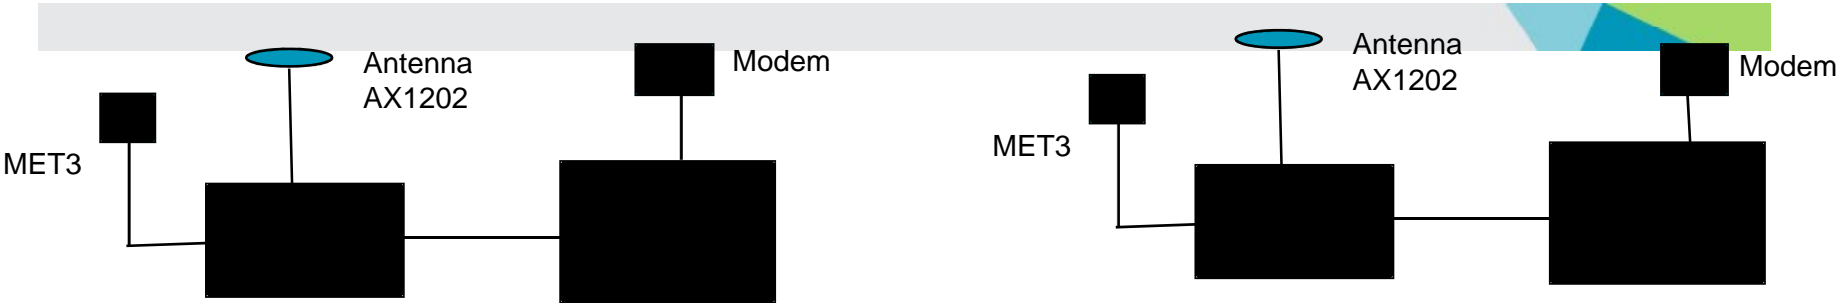 Antenna
AX1202
Modem
MET3
Antenna
AX1202
Modem
MET3